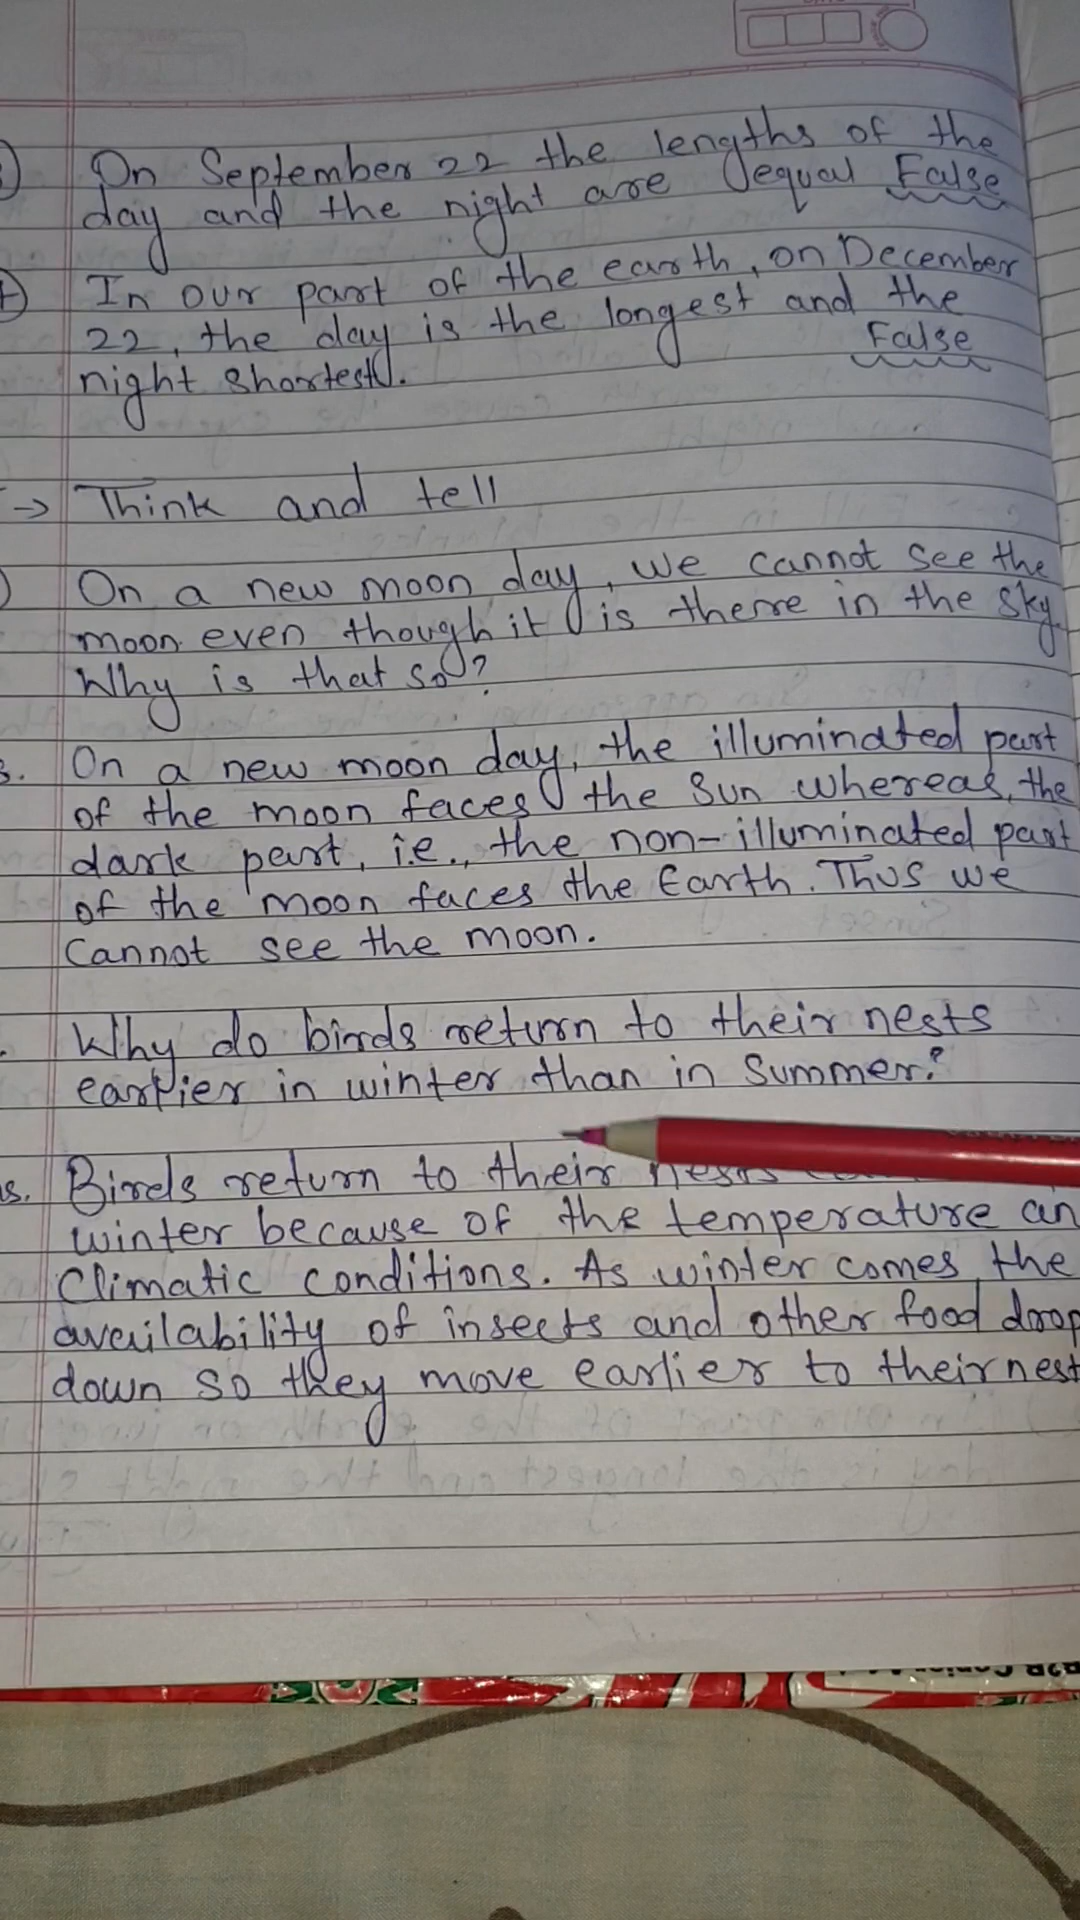 On September 22 the lengths of the
day and the night are equal False
In our part of the earth, on December
22, the day is the longest and the
night shortest. False
→ Think and tell
On a new moon day, we cannot see the
moon even though it is there in the sky.
Why is that so?
On a new moon day, the illuminated part
of the moon faces the Sun whereas, the
dark part, i.e., the non-illuminated part
of the moon faces the Earth. Thus we
Cannot see the moon.
Why do birds return to their nests
earlier in winter than in Summer?
s. Birds return to their nests
winter because of the temperature an
Climatic conditions. As winter comes the
availability of insects and other food drop
down so they move earlier to their nest